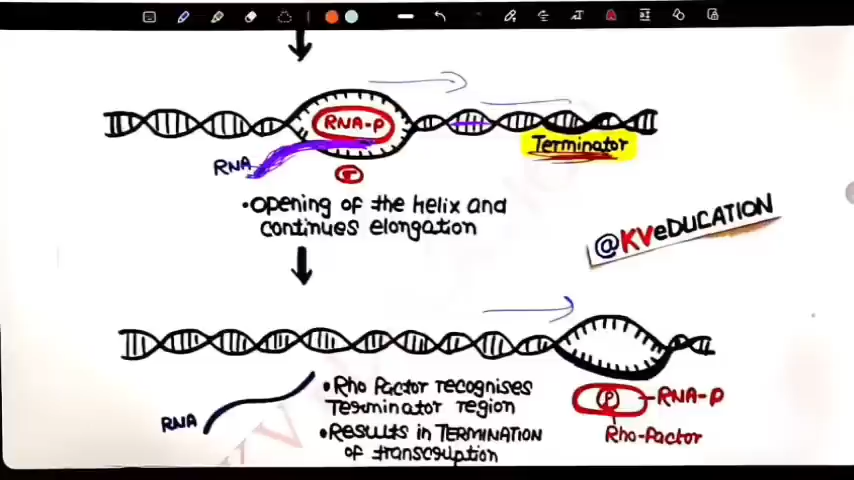 RNA-P
Terminator
RNA
σ
•Opening of the helix and
continues elongation
@KVeDUCATION
•Rho Factor recognises
Terminator region
•Results in TERMINATION
of transcription
RNA
ρ
RNA-P
Rho-factor